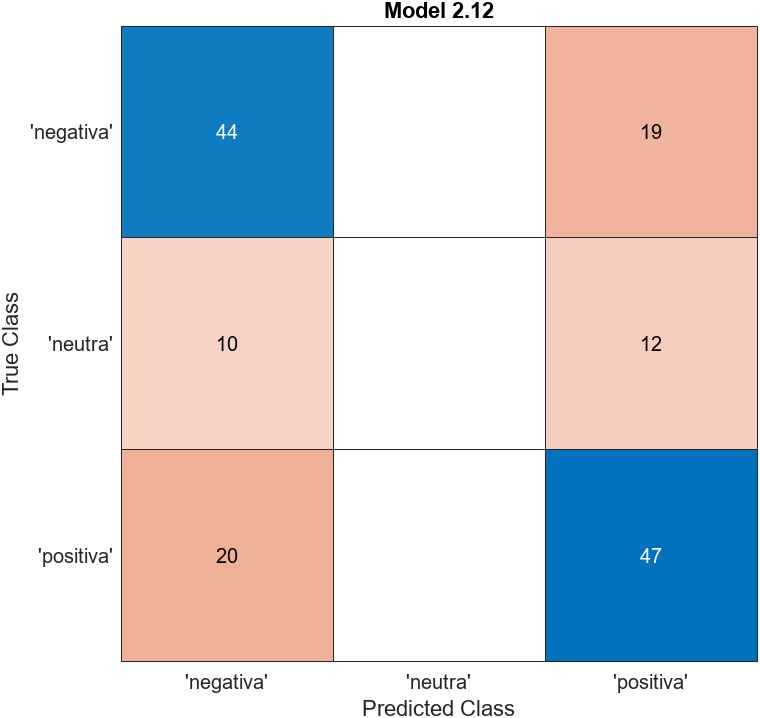 Model 2.12
True Class
'negativa' 44 19
'neutra' 10 12
'positiva' 20 47
'negativa' 'neutra' 'positiva'
Predicted Class